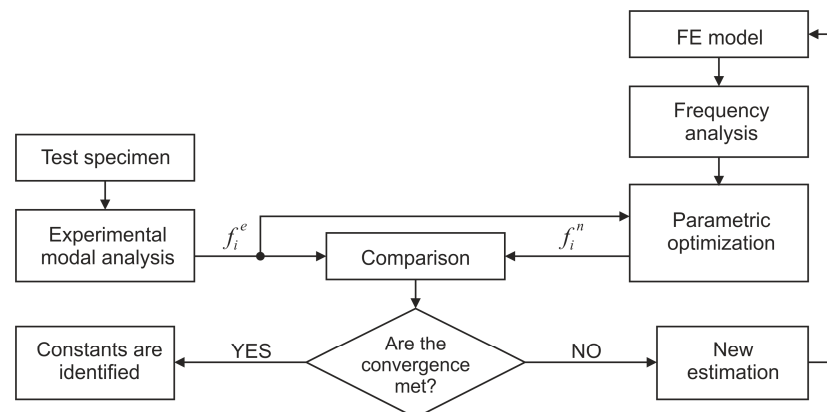 FE model
Frequency
analysis
Test specimen
Experimental
modal analysis
f_i^e
f_i^n
Parametric
optimization
Comparison
Constants are
identified
YES
Are the
convergence
met?
NO
New
estimation